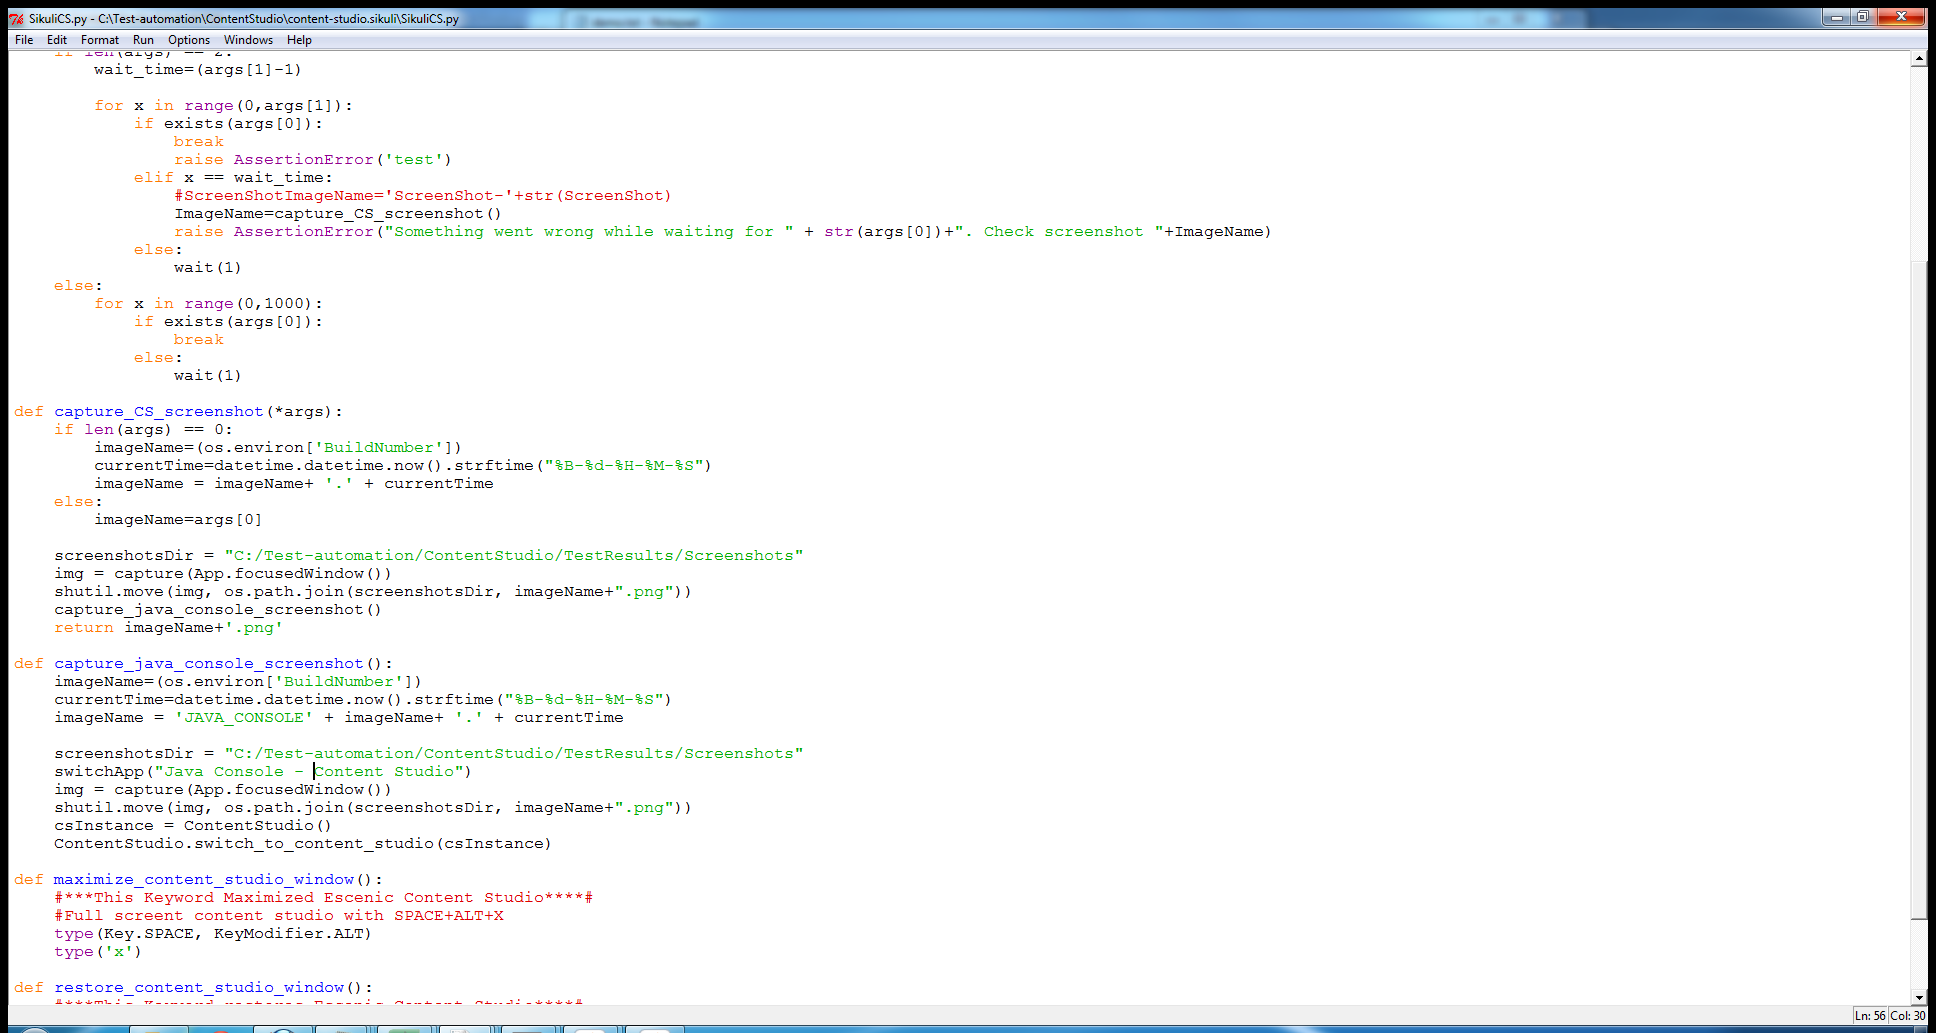 SikuliCS.py - C:\Test-automation\ContentStudio\content-studio.sikuli\SikuliCS.py
File Edit Format Run Options Windows Help
if len(args) == 2:
        wait_time=(args[1]-1)
        for x in range(0,args[1]):
            if exists(args[0]):
                break
                raise AssertionError('test')
            elif x == wait_time:
                #ScreenShotImageName='ScreenShot-'+str(ScreenShot)
                ImageName=capture_CS_screenshot()
                raise AssertionError("Something went wrong while waiting for " + str(args[0])+". Check screenshot "+ImageName)
            else:
                wait(1)
    else:
        for x in range(0,1000):
            if exists(args[0]):
                break
            else:
                wait(1)
def capture_CS_screenshot(*args):
    if len(args) == 0:
        imageName=(os.environ['BuildNumber'])
        currentTime=datetime.datetime.now().strftime("%B-%d-%H-%M-%S")
        imageName = imageName+ '.' + currentTime
    else:
        imageName=args[0]
    screenshotsDir = "C:/Test-automation/ContentStudio/TestResults/Screenshots"
    img = capture(App.focusedWindow())
    shutil.move(img, os.path.join(screenshotsDir, imageName+".png"))
    capture_java_console_screenshot()
    return imageName+'.png'
def capture_java_console_screenshot():
    imageName=(os.environ['BuildNumber'])
    currentTime=datetime.datetime.now().strftime("%B-%d-%H-%M-%S")
    imageName = 'JAVA_CONSOLE' + imageName+ '.' + currentTime
    screenshotsDir = "C:/Test-automation/ContentStudio/TestResults/Screenshots"
    switchApp("Java Console - Content Studio")
    img = capture(App.focusedWindow())
    shutil.move(img, os.path.join(screenshotsDir, imageName+".png"))
    csInstance = ContentStudio()
    ContentStudio.switch_to_content_studio(csInstance)
def maximize_content_studio_window():
    #***This Keyword Maximized Escenic Content Studio****#
    #Full screent content studio with SPACE+ALT+X
    type(Key.SPACE, KeyModifier.ALT)
    type('x')
def restore_content_studio_window():
    #***This Keyword restores Escenic Content Studio****#
Ln: 56 Col: 30